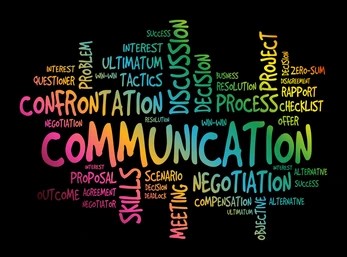 SUCCESS
INTEREST
ULTIMATUM
WIN-WIN TACTICS
PROBLEM
INTEREST
QUESTIONER
CONFRONTATION
NEGOTIATION
DISCUSSION
DECISION
BUSINESS
RESOLUTION
PROCESS
PROJECT
DECISION
ZERO-SUM
DISAGREEMENT
RAPPORT
CHECKLIST
OFFER
RESOLUTION
WIN-WIN
COMMUNICATION
INTEREST
PROPOSAL
OUTCOME
AGREEMENT
NEGOTIATOR
SKILLS
SCENARIO
DECISION
DEADLOCK
MEETING
NEGOTIATION
COMPENSATION
ULTIMATUM
OBJECTIVE
INTEREST
ALTERNATIVE
SUCCESS
ALTERNATIVE